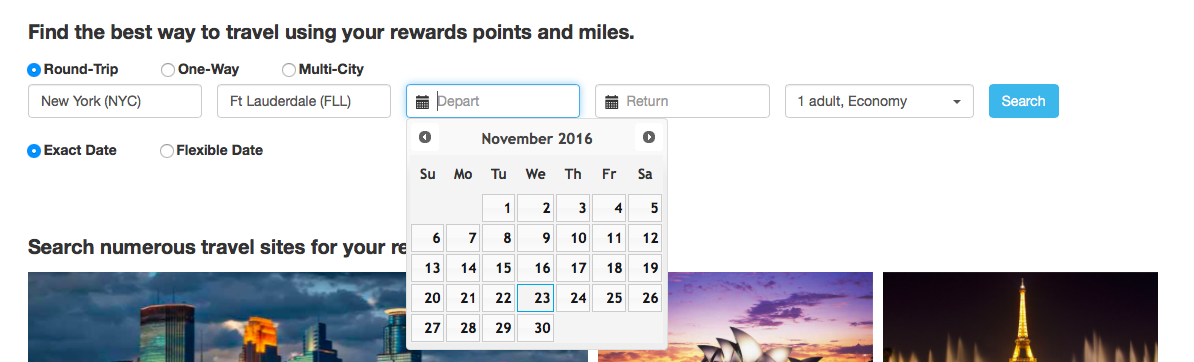 Find the best way to travel using your rewards points and miles.
Round-Trip One-Way Multi-City
New York (NYC) Ft Lauderdale (FLL) Depart Return 1 adult, Economy Search
Exact Date Flexible Date
November 2016
Su Mo Tu We Th Fr Sa
1 2 3 4 5
6 7 8 9 10 11 12
13 14 15 16 17 18 19
20 21 22 23 24 25 26
27 28 29 30
Search numerous travel sites for your re